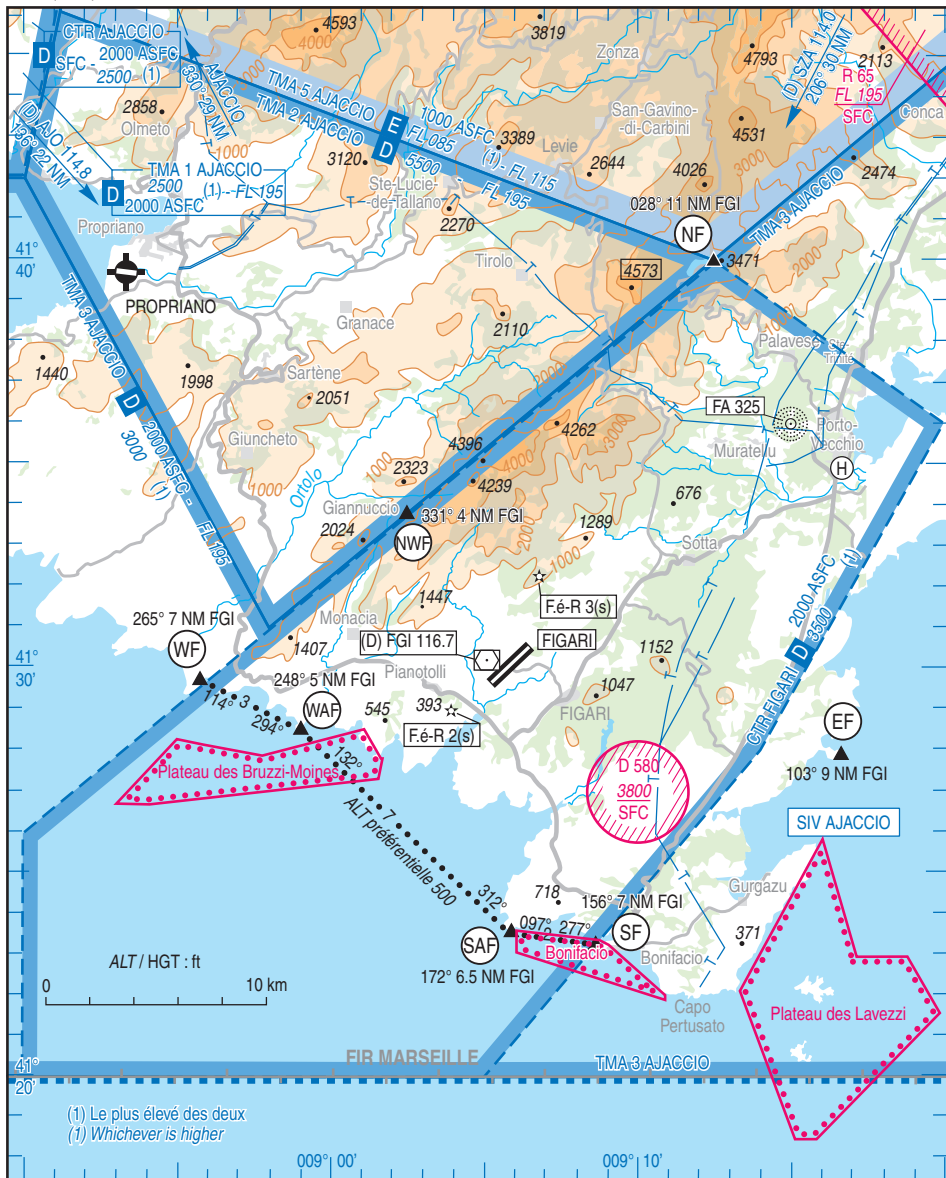 4593
4000
3819
Zonza
4793
2113
CTR AJACCIO
2000 ASFC
SFC - 2500 (1)
D
AJACCIO
330° 29 NM
TMA 5 AJACCIO
TMA 2 AJACCIO
E
D
1000 ASFC (1) - FL 115
FL 085
5500
FL 195
(D) SZA 114.0
206° 30 NM
R 65
FL 195
SFC
Conca
2858
Olmeto
1000
3120
3389
Levie
San-Gavino-
di-Carbini
4531
3000
2644
4026
2474
(D) AJO 114.8
136° 22 NM
D
TMA 1 AJACCIO
2500 (1) - FL 195
2000 ASFC
Ste-Lucie-
de-Tallano
2270
Propriano
028° 11 NM FGI
NF
TMA 3 AJACCIO
3471
41°
40'
PROPRIANO
Tirolo
4573
2000
1000
Granace
2110
Palavese
Ste-
Trinité
1440
1998
Sartène
2051
2000
FA 325
TMA 3 AJACCIO
D
2000 ASFC - FL 195
3000 (1)
Giuncheto
1000
Ortolo
1000
2323
4396
4000
4239
4262
3000
Muratellu
Porto-
Vecchio
H
676
Giannuccio
331° 4 NM FGI
NWF
2024
2000
1000
1289
Sotta
1447
F.é-R 3(s)
Monacia
1407
(D) FGI 116.7
FIGARI
Pianotolli
1152
2000 ASFC (1)
3500
D
CTR FIGARI
265° 7 NM FGI
WF
41°
30'
248° 5 NM FGI
WAF
114° 3 294°
545
393
F.é-R 2(s)
1047
FIGARI
EF
103° 9 NM FGI
Plateau des Bruzzi-Moines
132° 7 312°
ALT préférentielle 500
D 580
3800
SFC
SIV AJACCIO
718
156° 7 NM FGI
Gurgazu
SAF
172° 6.5 NM FGI
097° 2 277°
SF
Bonifacio
Bonifacio
371
ALT / HGT : ft
0 10 km
Capo
Pertusato
Plateau des Lavezzi
FIR MARSEILLE
TMA 3 AJACCIO
41°
20'
(1) Le plus élevé des deux
(1) Whichever is higher
009° 00'
009° 10'